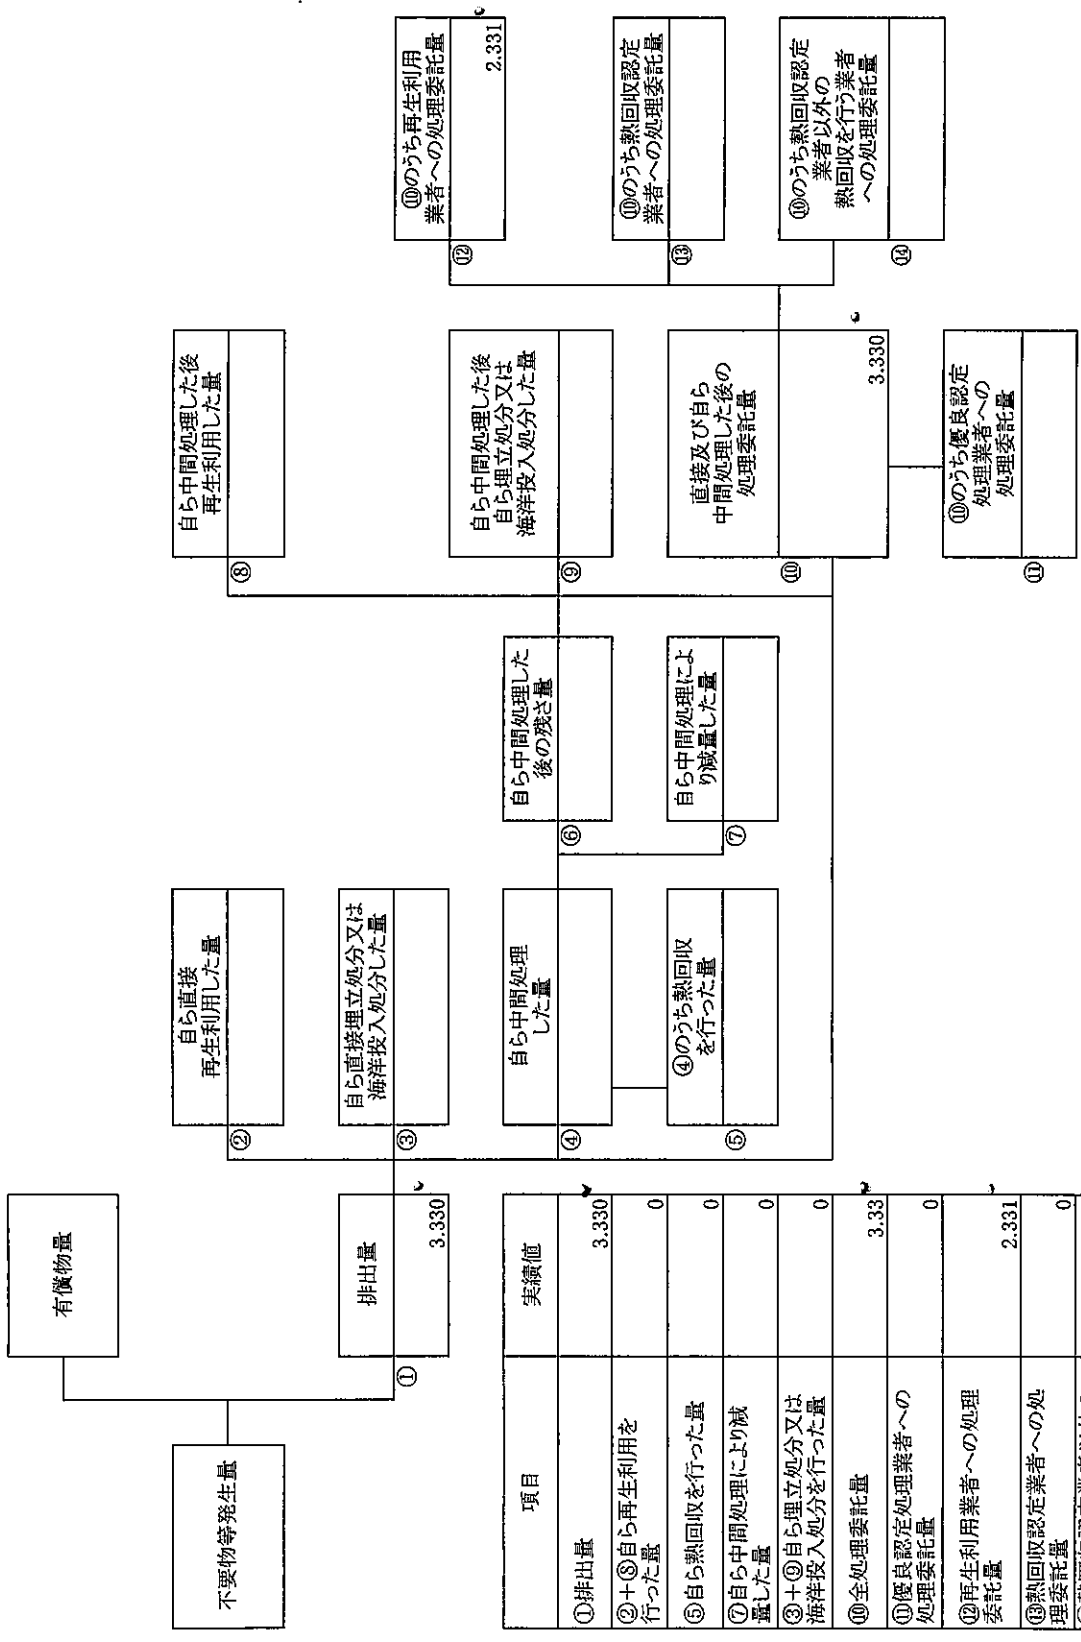 不要物等発生量
有償物量
①
排出量
3.330
②
自ら直接
再生利用した量
③
自ら直接埋立処分又は
海洋投入処分した量
④
自ら中間処理
した量
⑤
④のうち熱回収
を行った量
⑥
自ら中間処理した
後の残さ量
⑦
自ら中間処理によ
り減量した量
⑧
自ら中間処理した後
再生利用した量
⑨
自ら中間処理した後
自ら埋立処分又は
海洋投入処分した量
⑩
直接及び自ら
中間処理した後の
処理委託量
3.330
⑪
⑩のうち優良認定
処理業者への
処理委託量
⑫
⑩のうち再生利用
業者への処理委託量
2.331
⑬
⑩のうち熱回収認定
業者への処理委託量
⑭
⑩のうち熱回収認定
業者以外の
熱回収を行う業者
への処理委託量
項目
実績値
①排出量
3.330
②+⑧自ら再生利用を
行った量
0
⑤自ら熱回収を行った量
0
⑦自ら中間処理により減
量した量
0
③+⑨自ら埋立処分又は
海洋投入処分を行った量
0
⑩全処理委託量
3.33
⑪優良認定処理業者への
処理委託量
0
⑫再生利用業者への処理
委託量
2.331
⑬熱回収認定業者への処
理委託量
0